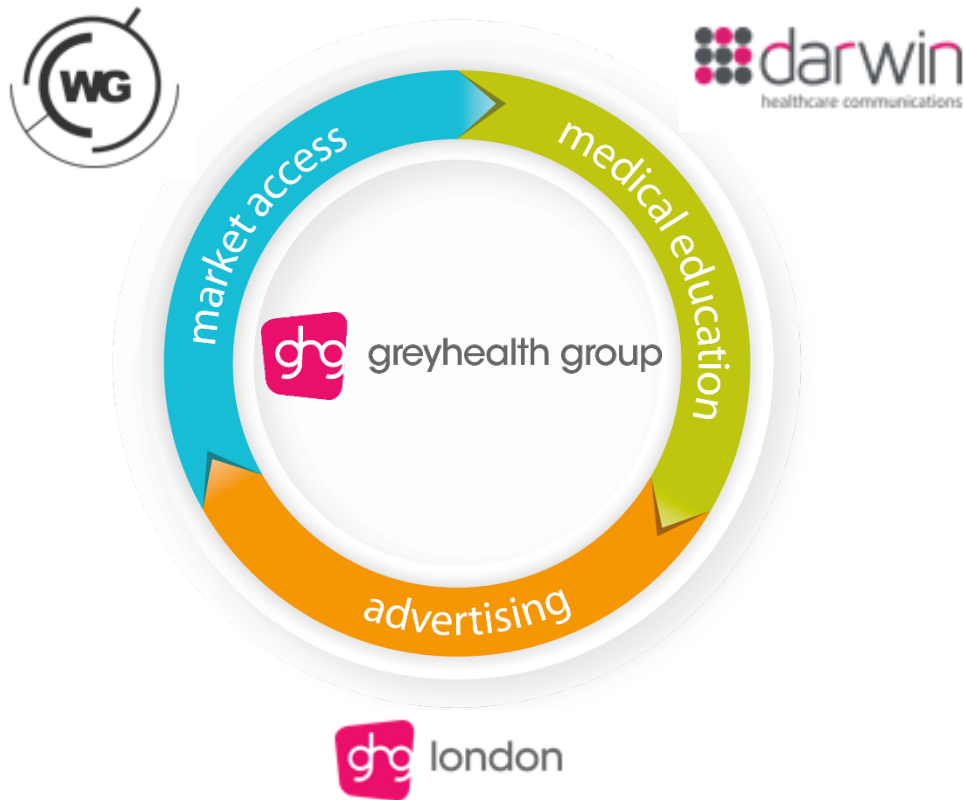 WG
darwin
healthcare communications
market access
medical education
ghg greyhealth group
advertising
ghg london